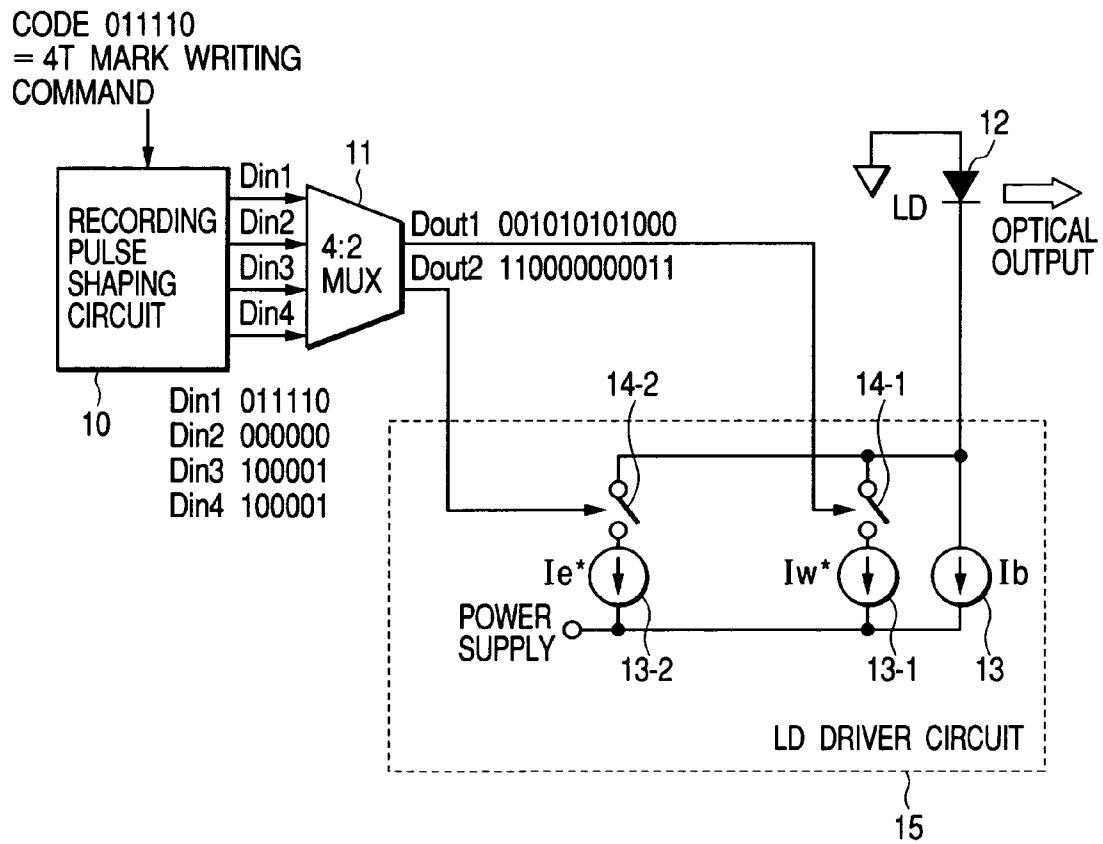 CODE 011110
= 4T MARK WRITING
COMMAND
RECORDING
PULSE
SHAPING
CIRCUIT
10
Din1
Din2
Din3
Din4
11
4:2
MUX
Dout1 001010101000
Dout2 110000000011
12
LD
OPTICAL
OUTPUT
Din1 011110
Din2 000000
Din3 100001
Din4 100001
14-2
14-1
Ie*
Iw*
Ib
POWER
SUPPLY
13-2
13-1
13
LD DRIVER CIRCUIT
15